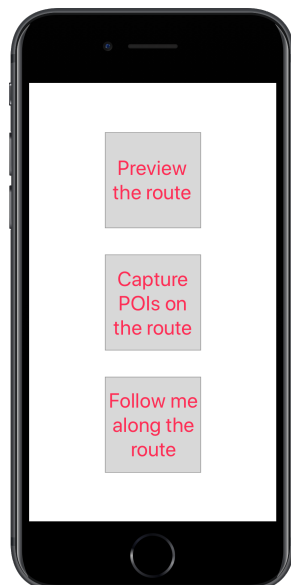 Preview
the route
Capture
POIs on
the route
Follow me
along the
route